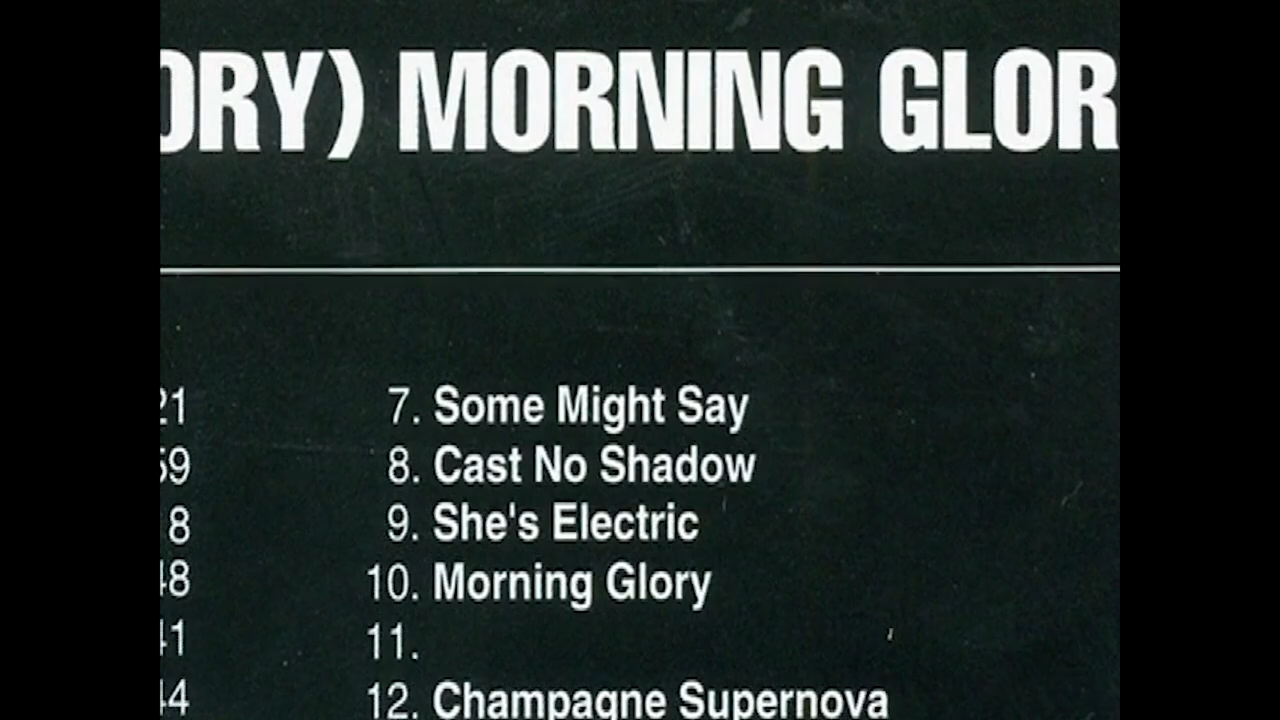 ORY) MORNING GLOR
21 7. Some Might Say
59 8. Cast No Shadow
8 9. She's Electric
48 10. Morning Glory
41 11.
44 12. Champagne Supernova